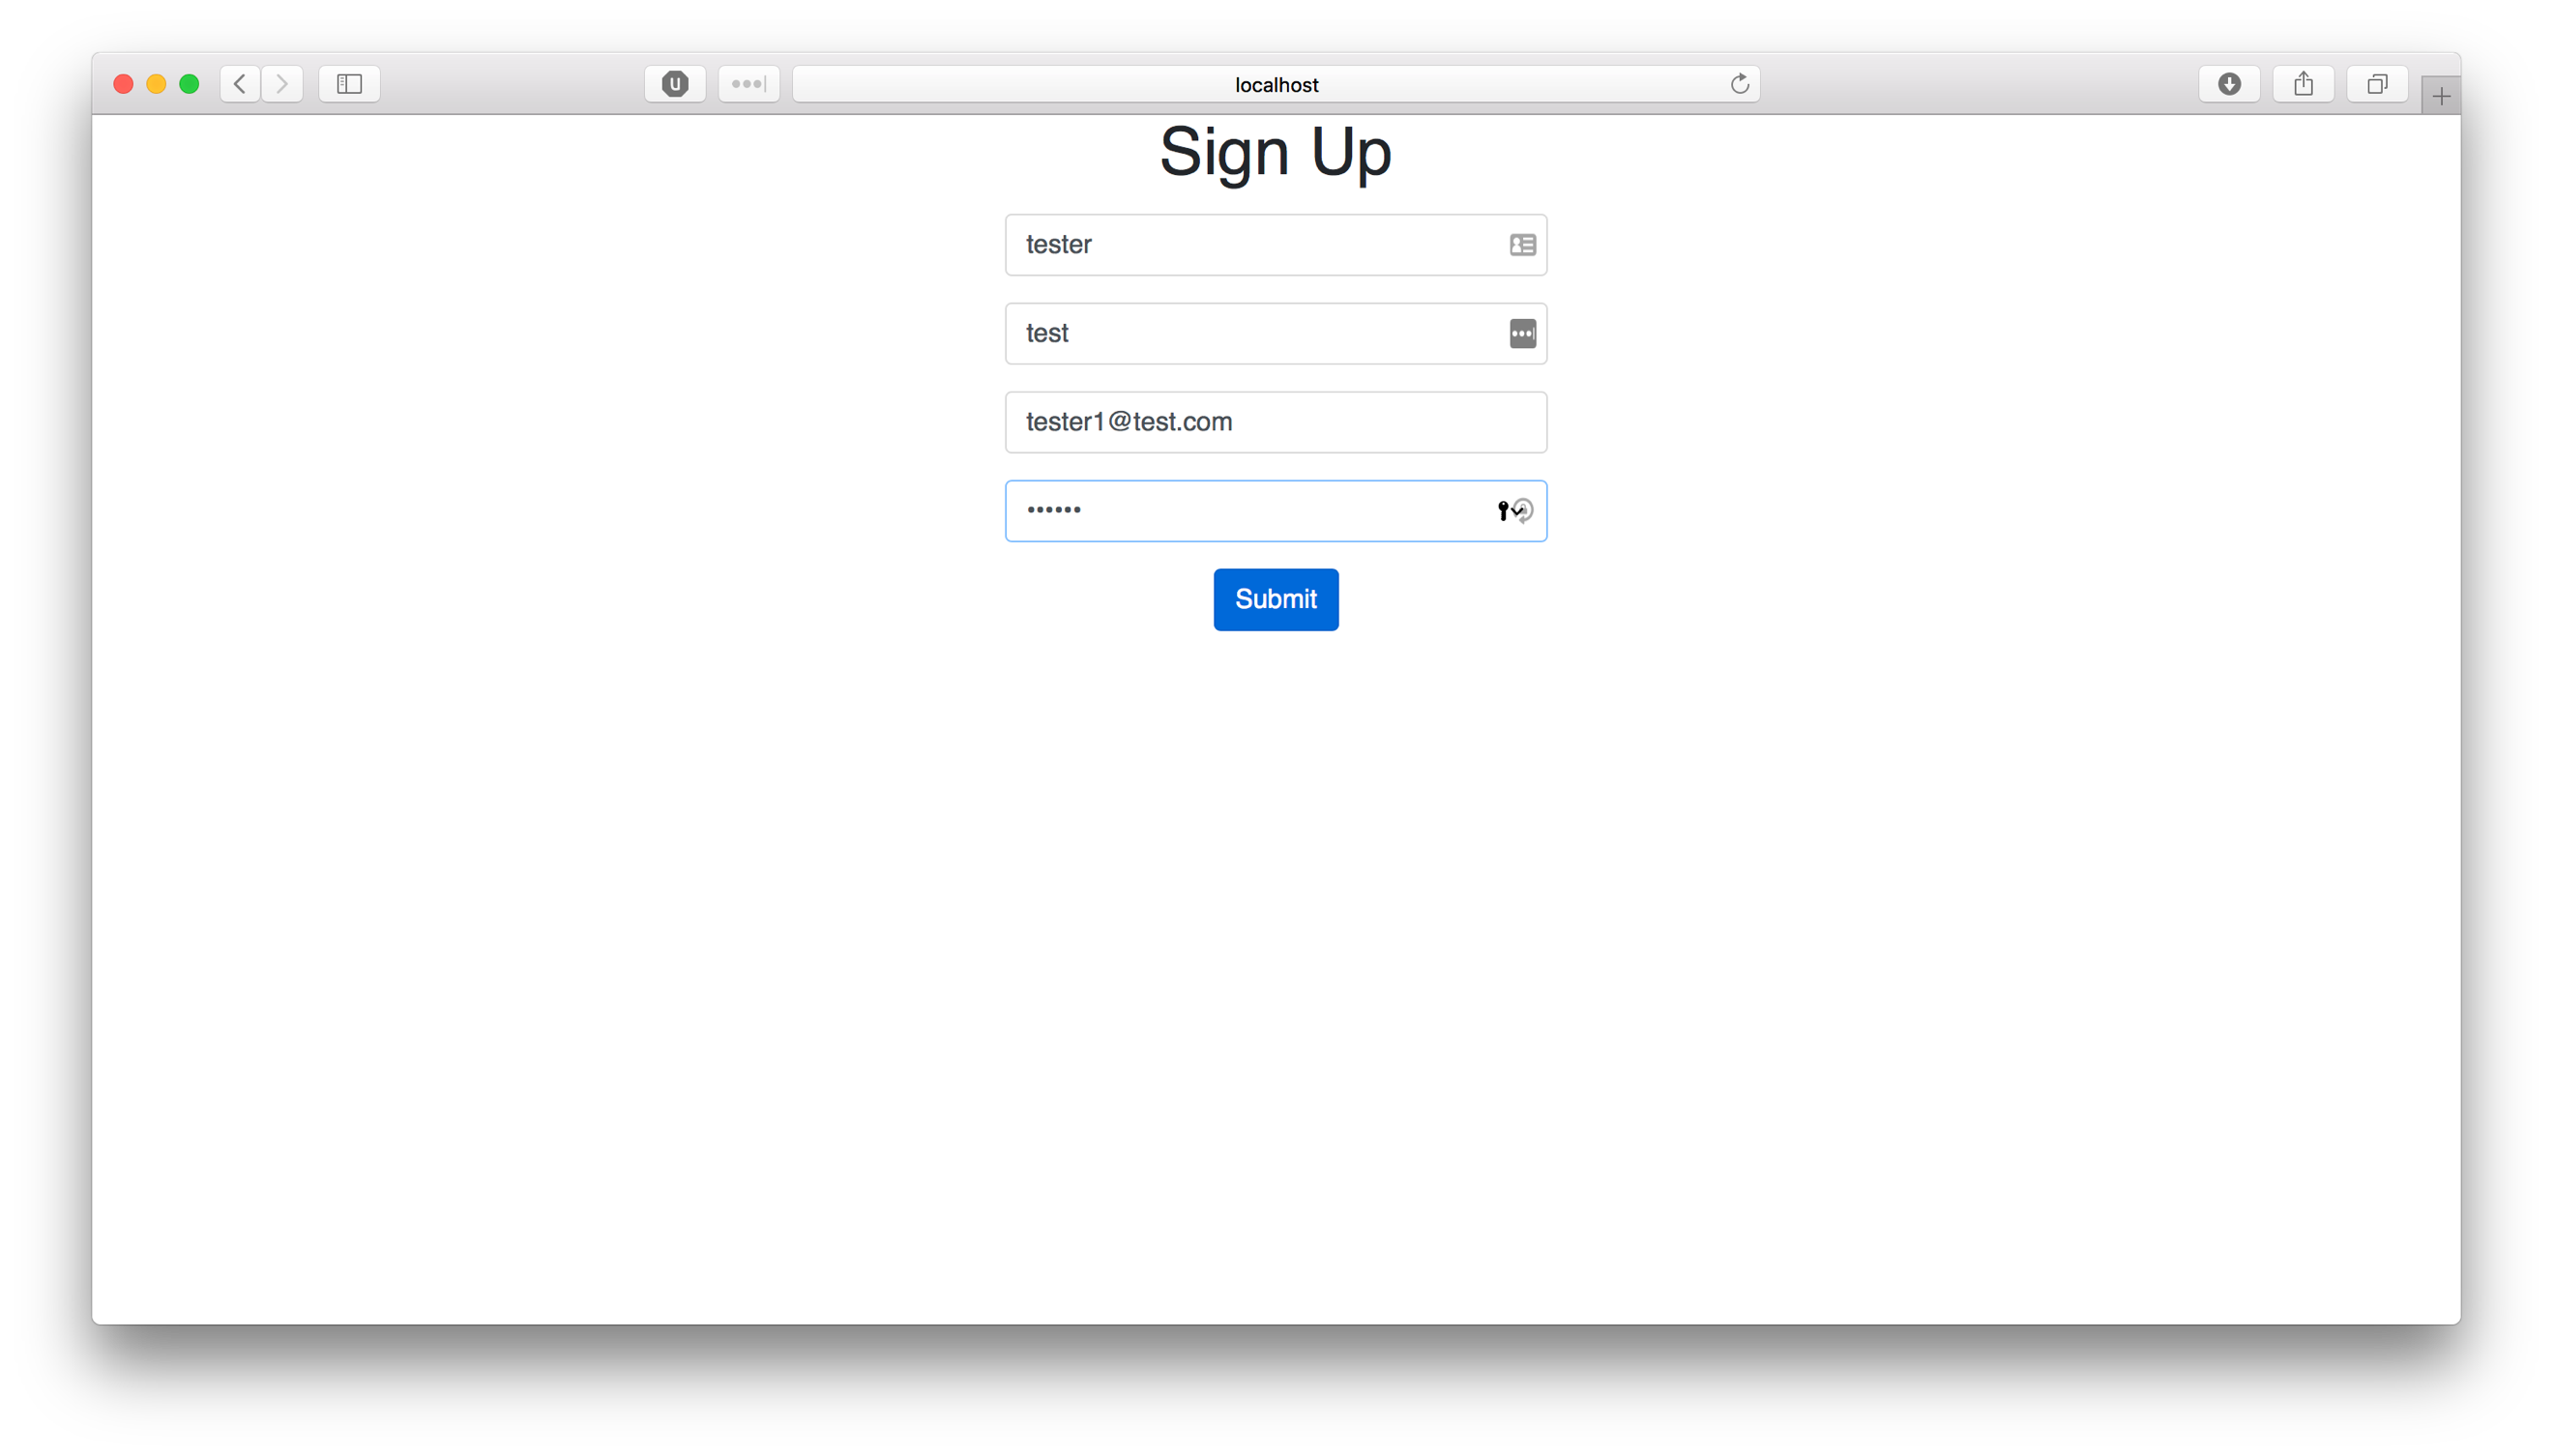 U
localhost
Sign Up
tester
test
tester1@test.com
••••••
Submit